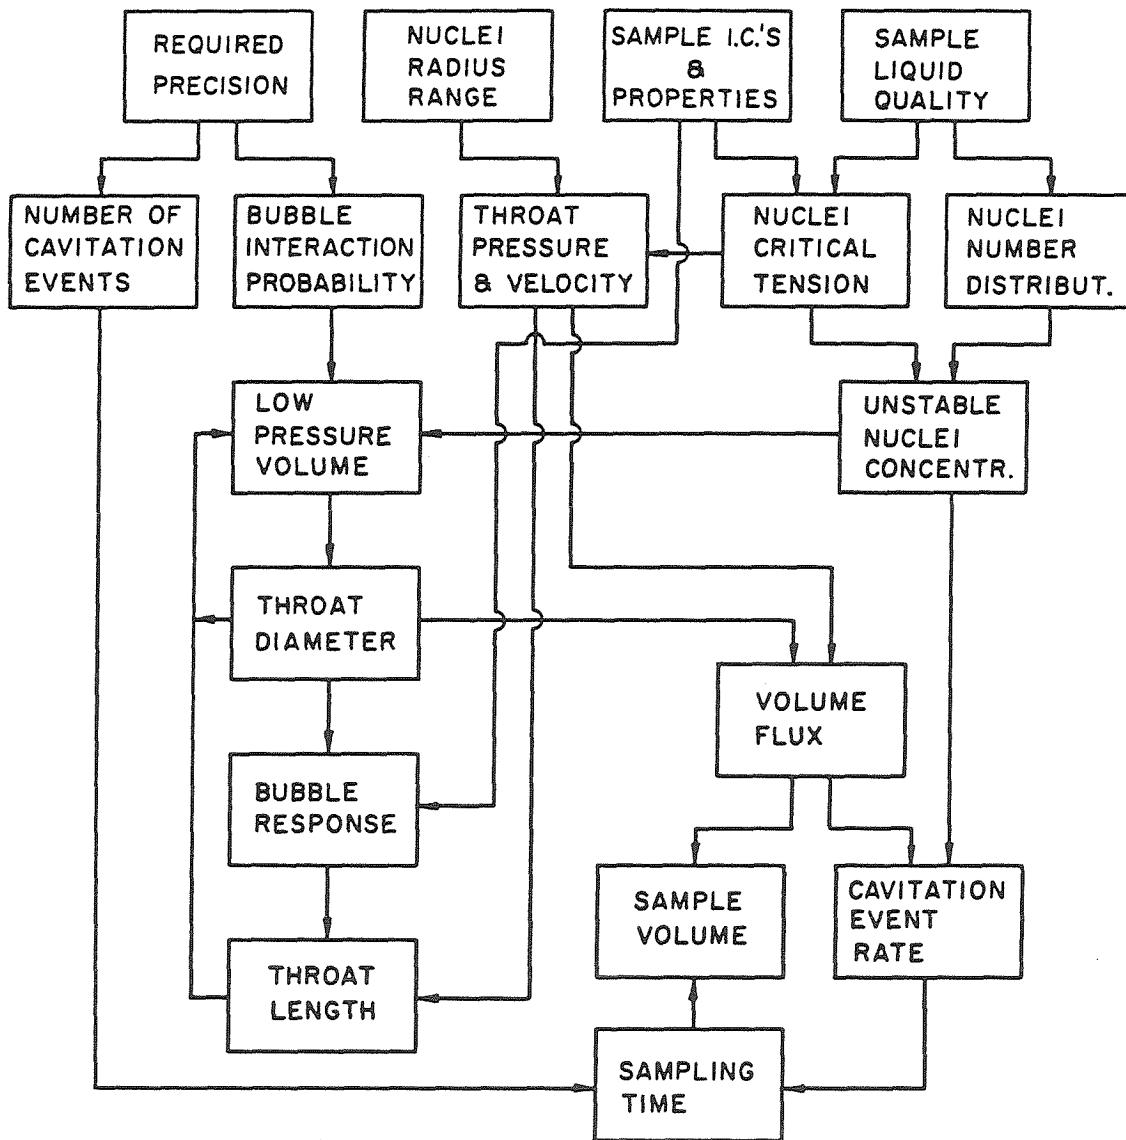 REQUIRED
PRECISION
NUCLEI
RADIUS
RANGE
SAMPLE I.C.'S
&
PROPERTIES
SAMPLE
LIQUID
QUALITY
NUMBER OF
CAVITATION
EVENTS
BUBBLE
INTERACTION
PROBABILITY
THROAT
PRESSURE
& VELOCITY
NUCLEI
CRITICAL
TENSION
NUCLEI
NUMBER
DISTRIBUT.
LOW
PRESSURE
VOLUME
UNSTABLE
NUCLEI
CONCENTR.
THROAT
DIAMETER
VOLUME
FLUX
BUBBLE
RESPONSE
SAMPLE
VOLUME
CAVITATION
EVENT
RATE
THROAT
LENGTH
SAMPLING
TIME